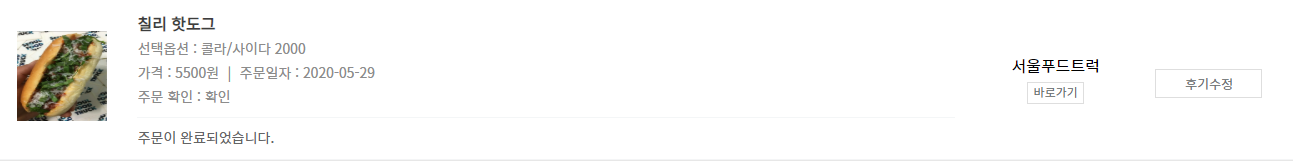 칠리 핫도그
선택옵션 : 콜라/사이다 2000
가격 : 5500원 | 주문일자 : 2020-05-29
주문 확인 : 확인
주문이 완료되었습니다.
서울푸드트럭
바로가기
후기수정